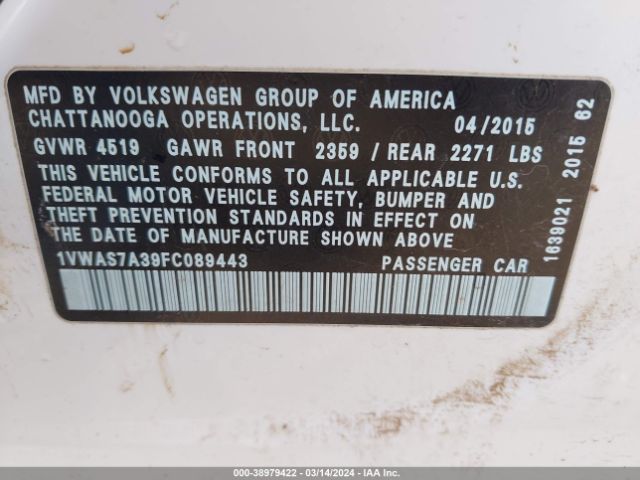 MFD BY VOLKSWAGEN GROUP OF AMERICA
CHATTANOOGA OPERATIONS, LLC. 04/2015
GVWR 4519 GAWR FRONT 2359 / REAR 2271 LBS
THIS VEHICLE CONFORMS TO ALL APPLICABLE U.S.
FEDERAL MOTOR VEHICLE SAFETY, BUMPER AND
THEFT PREVENTION STANDARDS IN EFFECT ON
THE DATE OF MANUFACTURE SHOWN ABOVE
1VWAS7A39FC089443 PASSENGER CAR
1639021 2015 62
000-38979422 - 03/14/2024 - IAAI.COM